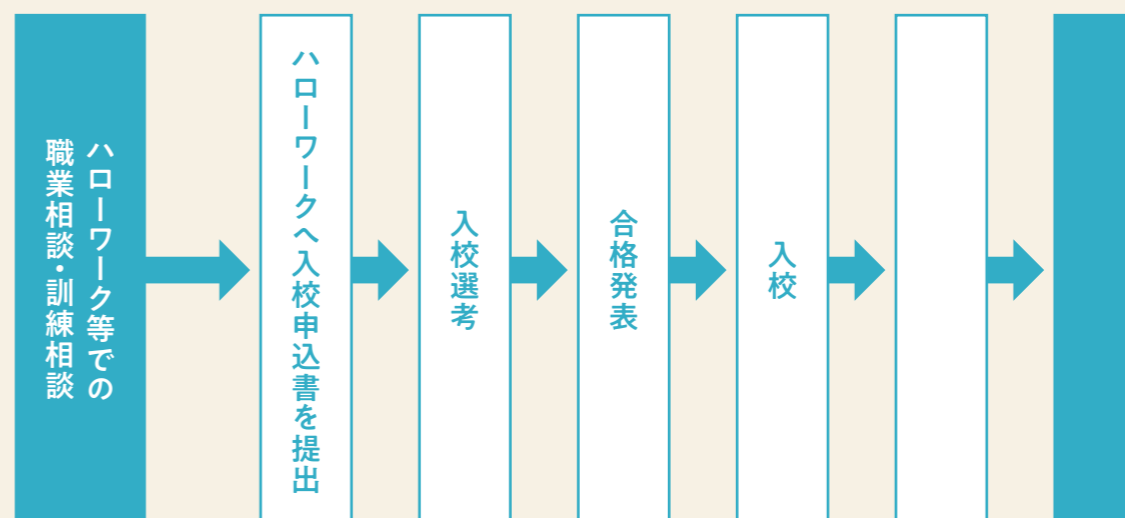 ハローワーク等での
職業相談・訓練相談
ハローワークへ入校申込書を提出
入校選考
合格発表
入校